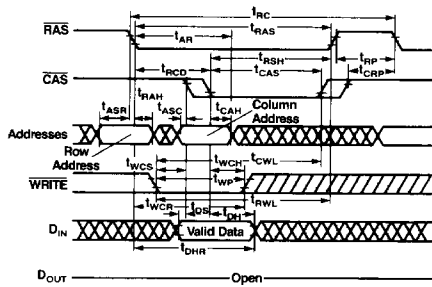 tRC
RAS
tRAS
tAR
tRSH
tRP
CAS
tRCD
tCAS
tCRP
tASR
tRAH
tASC
tCAH
Column Address
Addresses
Row Address
tWCS
tWCH
tCWL
WRITE
tWP
tRWL
tWCR
tDS
tDH
DIN
Valid Data
tDHR
DOUT
Open